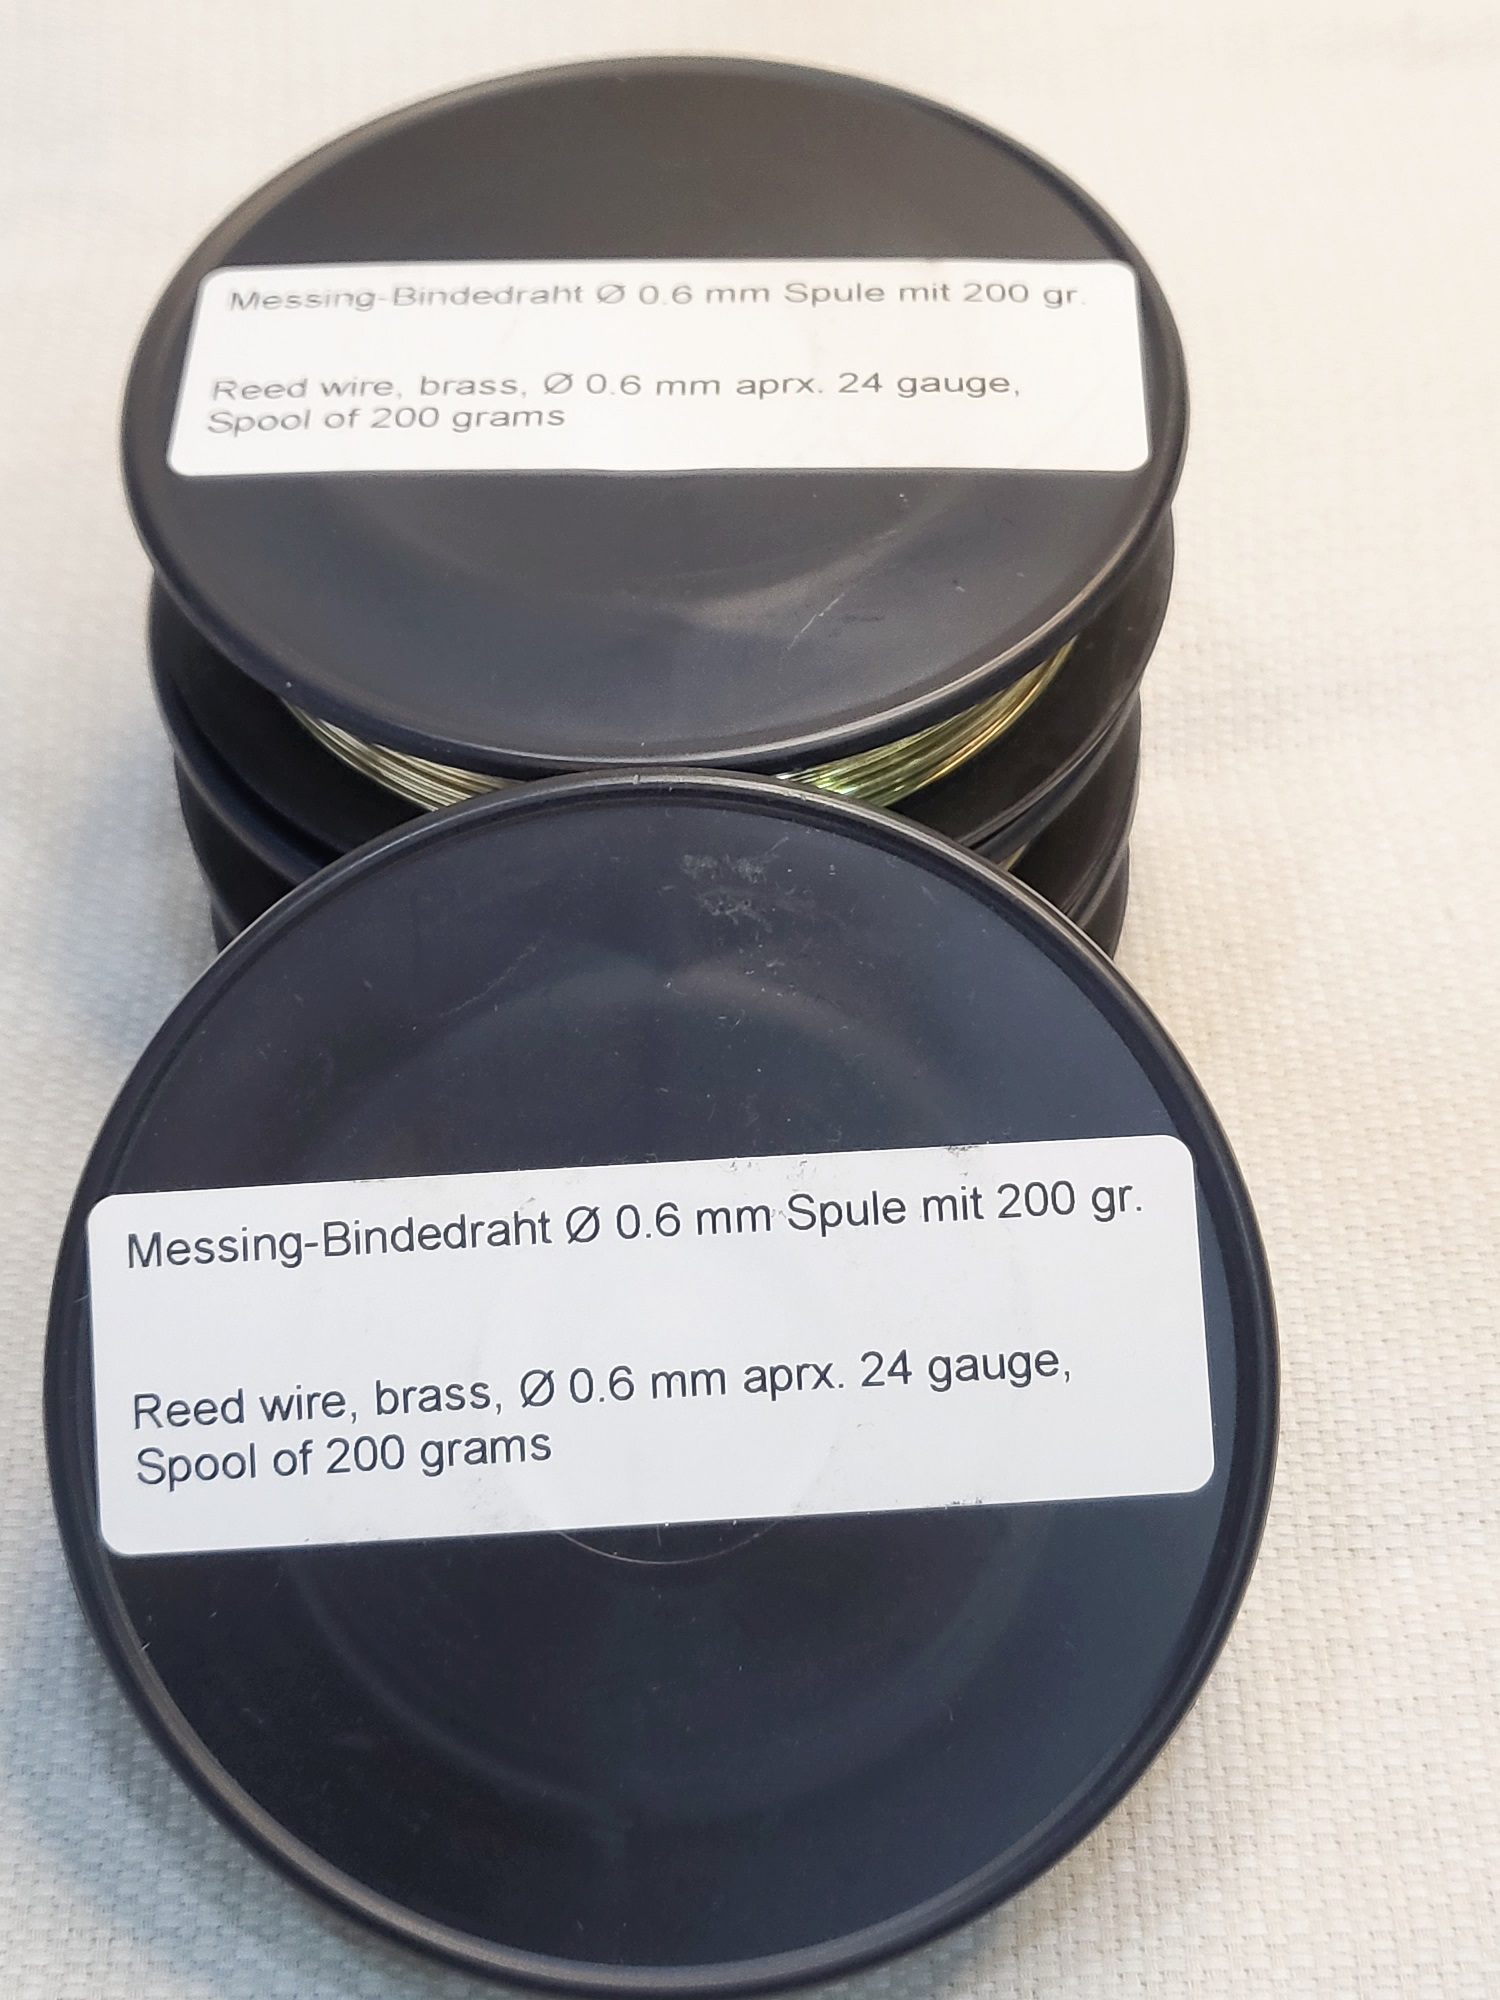 Messing-Bindedraht Ø 0.6 mm Spule mit 200 gr.
Reed wire, brass, Ø 0.6 mm aprx. 24 gauge,
Spool of 200 grams
Messing-Bindedraht Ø 0.6 mm Spule mit 200 gr.
Reed wire, brass, Ø 0.6 mm aprx. 24 gauge,
Spool of 200 grams